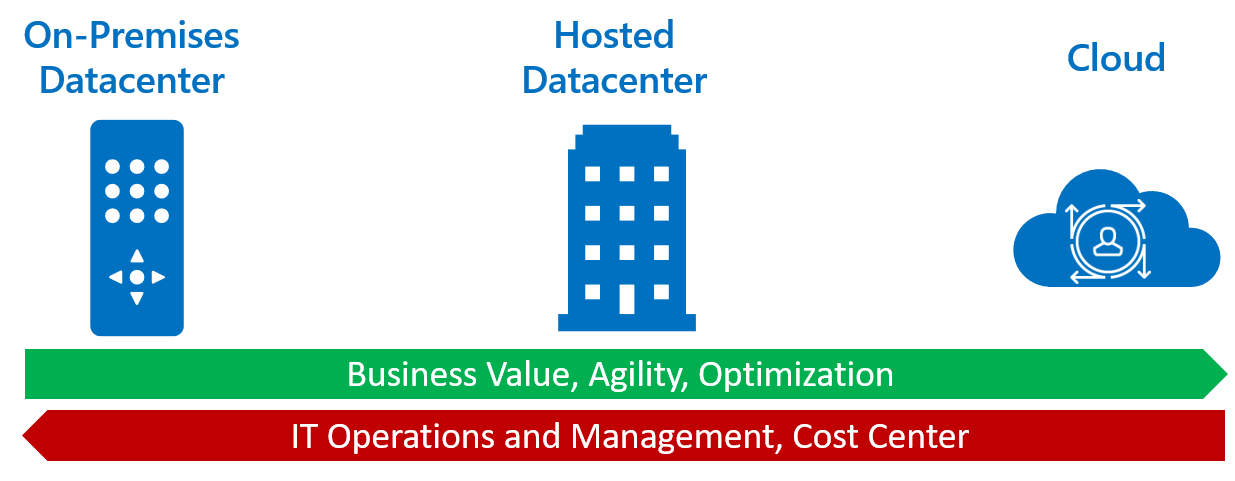 On-Premises
Datacenter
Hosted
Datacenter
Cloud
Business Value, Agility, Optimization
IT Operations and Management, Cost Center